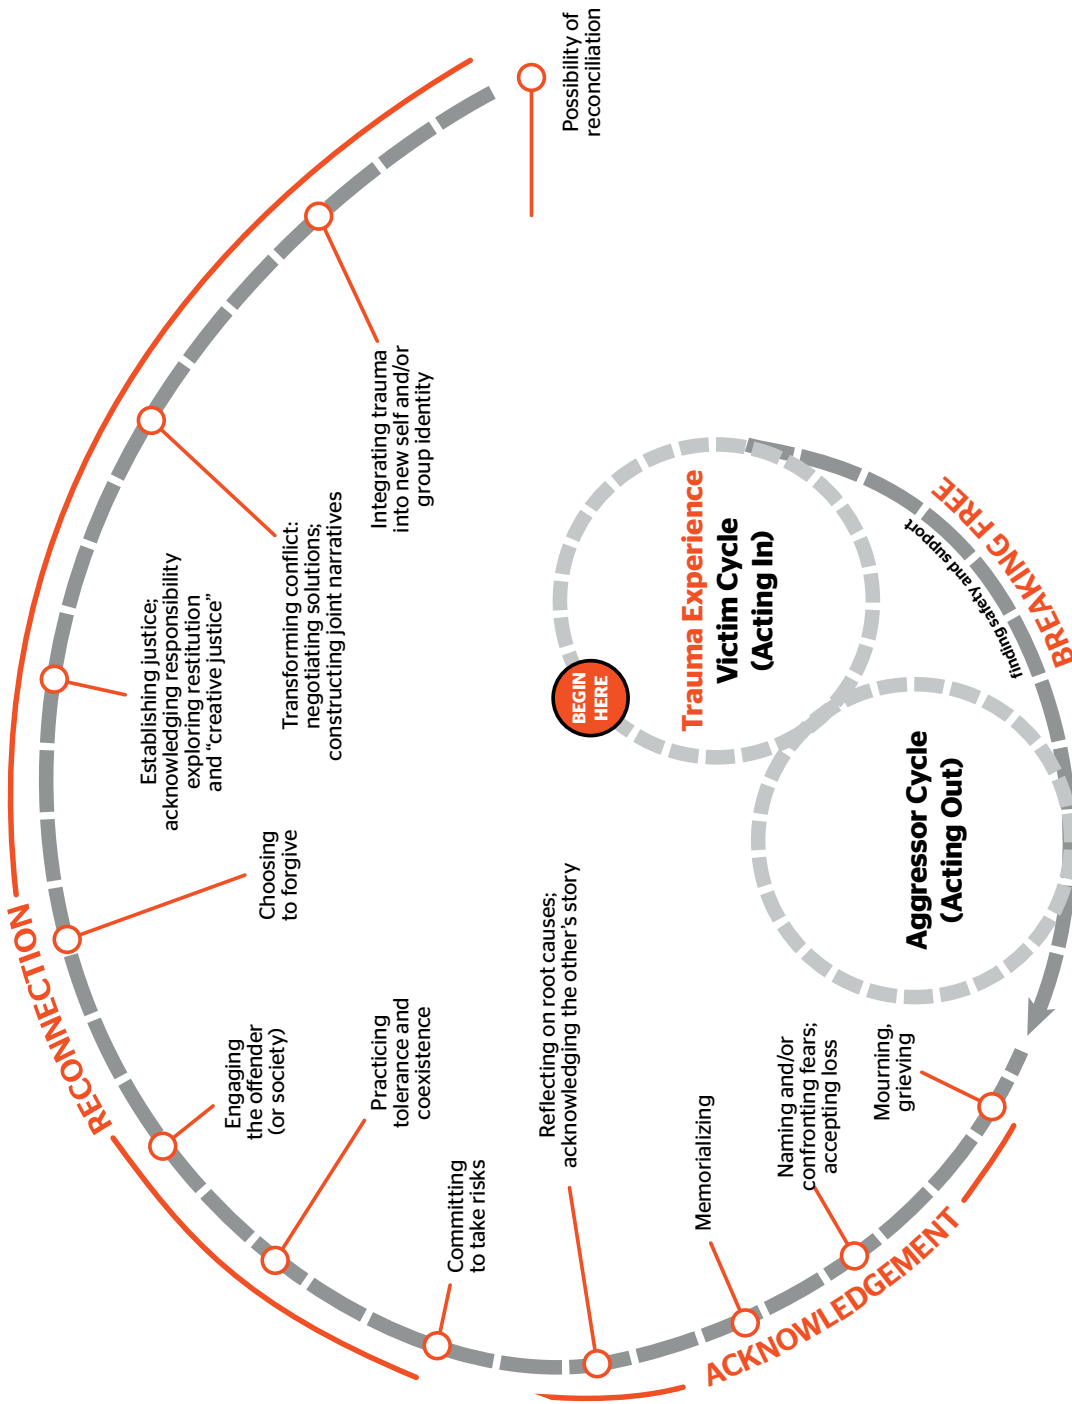 BEGIN
HERE
Trauma Experience
Victim Cycle
(Acting In)
Aggressor Cycle
(Acting Out)
BREAKING FREE
finding safety and support
ACKNOWLEDGEMENT
Mourning,
grieving
Naming and/or
confronting fears;
accepting loss
Memorializing
Reflecting on root causes;
acknowledging the other’s story
RECONNECTION
Committing
to take risks
Practicing
tolerance and
coexistence
Engaging
the offender
(or society)
Choosing
to forgive
Establishing justice;
acknowledging responsibility
exploring restitution
and “creative justice”
Transforming conflict:
negotiating solutions;
constructing joint narratives
Integrating trauma
into new self and/or
group identity
Possibility of
reconciliation